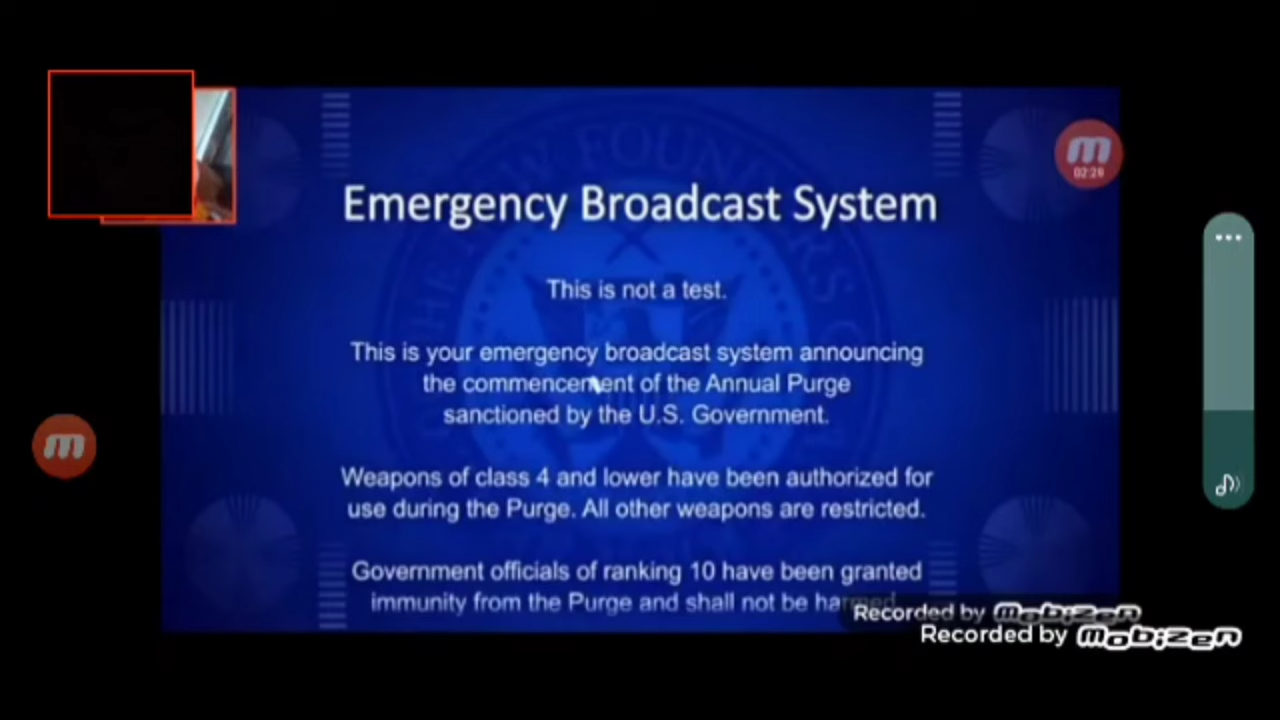 Emergency Broadcast System
This is not a test.
This is your emergency broadcast system announcing
the commencement of the Annual Purge
sanctioned by the U.S. Government.
Weapons of class 4 and lower have been authorized for
use during the Purge. All other weapons are restricted.
Government officials of ranking 10 have been granted
immunity from the Purge and shall not be harmed
02:28
Recorded by mobizen
Recorded by mobizen